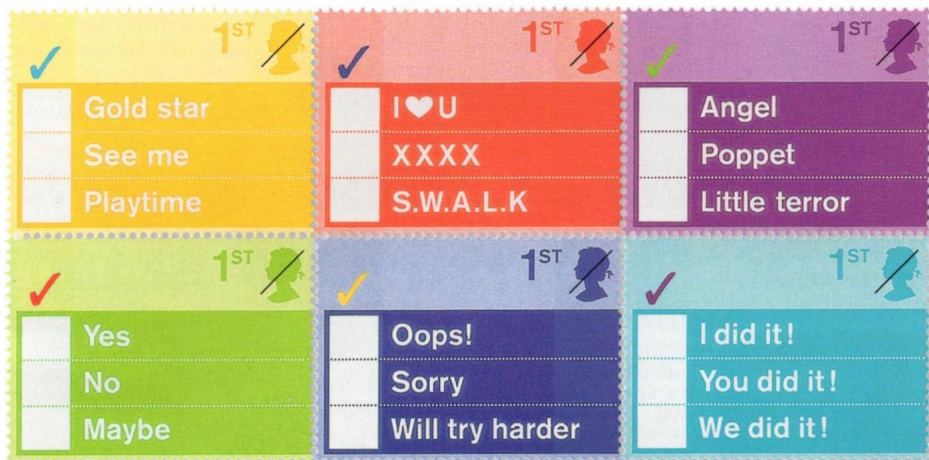 1ST
Gold star
See me
Playtime
1ST
I♥U
XXXX
S.W.A.L.K
1ST
Angel
Poppet
Little terror
1ST
Yes
No
Maybe
1ST
Oops!
Sorry
Will try harder
1ST
I did it!
You did it!
We did it!